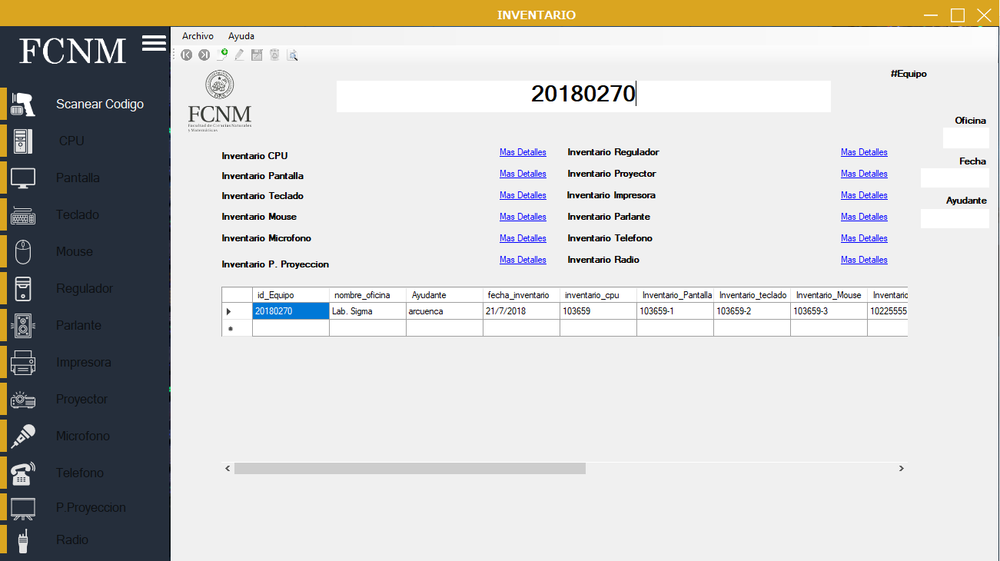 INVENTARIO
FCNM
Archivo Ayuda
Scanear Codigo
CPU
Pantalla
Teclado
Mouse
Regulador
Parlante
Impresora
Proyector
Microfono
Telefono
P.Proyeccion
Radio
FCNM
Facultad de Ciencias Naturales
y Matemáticas
20180270
#Equipo
Oficina
Fecha
Ayudante
Inventario CPU Mas Detalles
Inventario Pantalla Mas Detalles
Inventario Teclado Mas Detalles
Inventario Mouse Mas Detalles
Inventario Microfono Mas Detalles
Inventario P. Proyeccion Mas Detalles
Inventario Regulador Mas Detalles
Inventario Proyector Mas Detalles
Inventario Impresora Mas Detalles
Inventario Parlante Mas Detalles
Inventario Telefono Mas Detalles
Inventario Radio Mas Detalles
id_Equipo nombre_oficina Ayudante fecha_inventario inventario_cpu Inventario_Pantalla Inventario_teclado Inventario_Mouse Inventario
20180270 Lab. Sigma arcuenca 21/7/2018 103659 103659-1 103659-2 103659-3 10225555